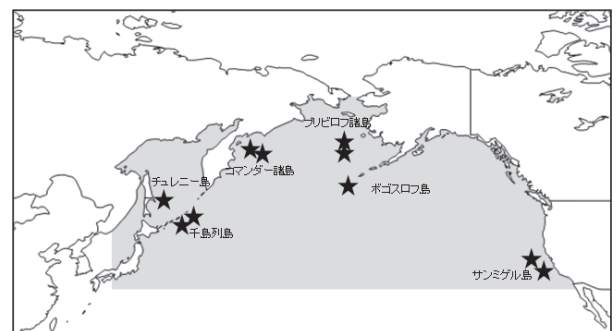 プリビロフ諸島
コマンダー諸島
チュレニー島
ボゴスロフ島
千島列島
サンミゲル島